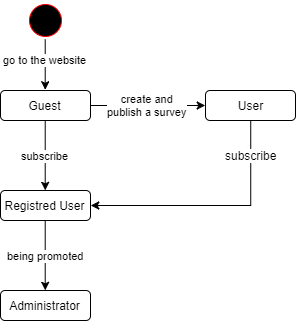 go to the website
Guest
create and
publish a survey
User
subscribe
subscribe
Registred User
being promoted
Administrator